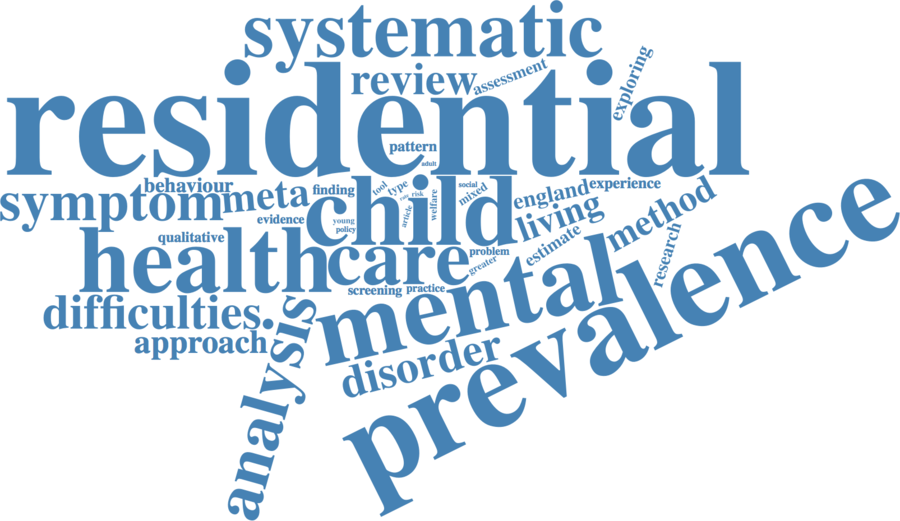 systematic
review
assessment
exploring
residential
pattern
adult
behaviour
symptom
meta
finding
tool
type
risk
article
welfare
social
mixed
england
experience
evidence
child
young
policy
living
method
qualitative
health
care
problem
greater
estimate
research
screening
practice
mental
prevalence
difficulties
approach
analysis
disorder